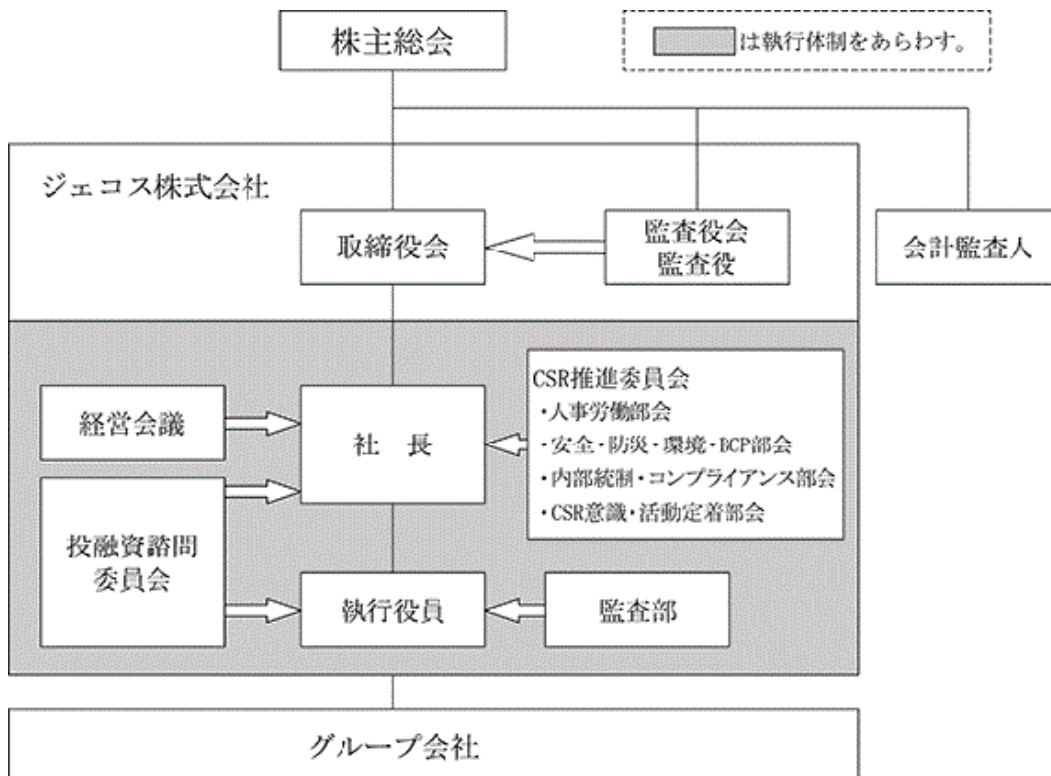 株主総会
は執行体制をあらわす。
ジェコス株式会社
取締役会
監査役会
監査役
会計監査人
経営会議
社 長
CSR推進委員会
・人事労働部会
・安全・防災・環境・BCP部会
・内部統制・コンプライアンス部会
・CSR意識・活動定着部会
投融資諮問
委員会
執行役員
監査部
グループ会社